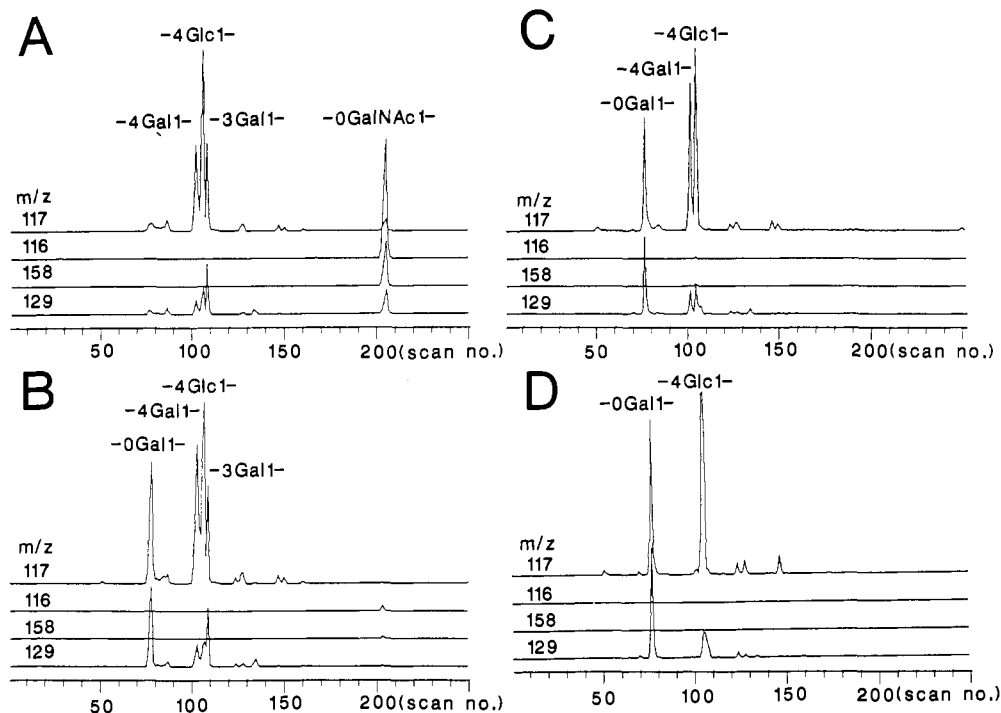 A
-4Glc1-
-4Gal1-
-3Gal1-
-0GalNAc1-
m/z
117
116
158
129
50
100
150
200(scan no.)
C
-4Glc1-
-4Gal1-
-0Gal1-
m/z
117
116
158
129
50
100
150
200(scan no.)
B
-4Glc1-
-4Gal1-
-0Gal1-
-3Gal1-
m/z
117
116
158
129
50
100
150
200(scan no.)
D
-4Glc1-
-0Gal1-
m/z
117
116
158
129
50
100
150
200(scan no.)